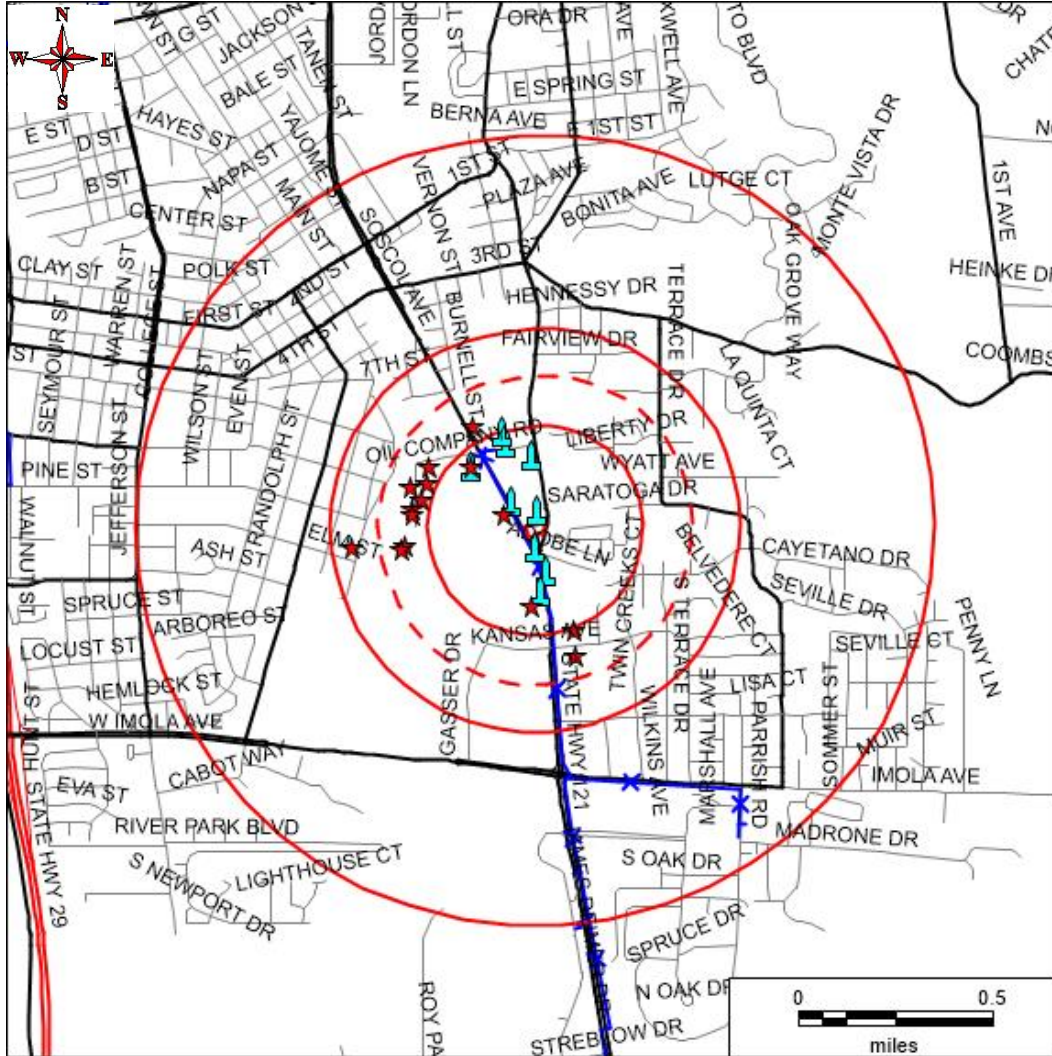 N
W E
S
G ST
JACKSON ST
TANEN ST
ORA DR
E SPRING ST
BALE ST
BERNA AVE
E 1ST ST
HAYES ST
E ST
D ST
YAJOME ST
MONTE VISTA DR
B ST
NAPA ST
1ST ST
VERNON ST
PLAZA AVE
LUTGE CT
1ST AVE
BONITA AVE
MAIN ST
CENTER ST
OAK GROVE WAY
SOSCOL AVE
3RD ST
CLAY ST
POLK ST
WARREN ST
COLLEGE ST
TERRACE DR
HENNESSY DR
FIRST ST
BURNELL ST
4TH ST
FAIRVIEW DR
SEYMOUR ST
7TH ST
LA QUINTA CT
WILSON ST
EVEN ST
OIL COMPANY RD
LIBERTY DR
RANDOLPH ST
JEFFERSON ST
PINE ST
WYATT AVE
SARATOGA DR
WALNUT ST
ELM ST
ADOBE LN
TWIN CREEKS CT
BELVEDERE CT
CAYETANO DR
ASH ST
SPRUCE ST
ARBOREO ST
SEVILLE DR
PENNY LN
KANSAS AVE
S TERRACE DR
SEVILLE CT
LOCUST ST
GASSER DR
STATE HWY 121
HEMLOCK ST
LISA CT
WILKINS AVE
MARSHALL AVE
PARRISH RD
SOMMER ST
MUIR ST
W IMOLA AVE
HUNT ST
STATE HWY 29
CABOT WAY
IMOLA AVE
EVA ST
RIVER PARK BLVD
MADRONE DR
S OAK DR
LIGHTHOUSE CT
S NEWPORT DR
SPRUCE DR
N OAK DR
STREBLOW DR
0 0.5
miles